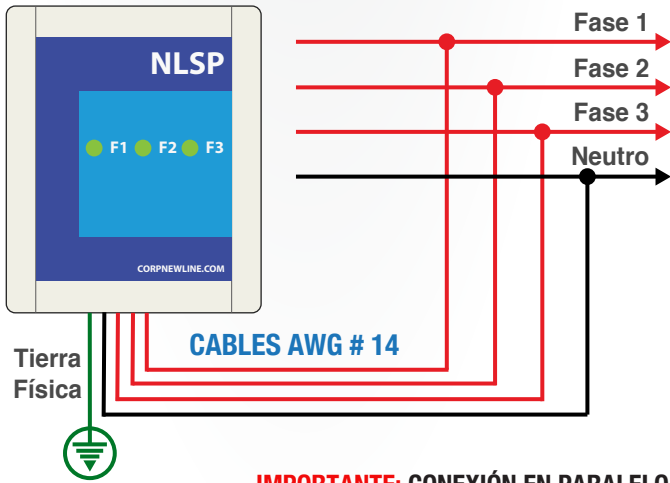 NLSP
F1 F2 F3
CORPNEWLINE.COM
Fase 1
Fase 2
Fase 3
Neutro
CABLES AWG # 14
Tierra
Física
IMPORTANTE: CONEXIÓN EN PARALELO